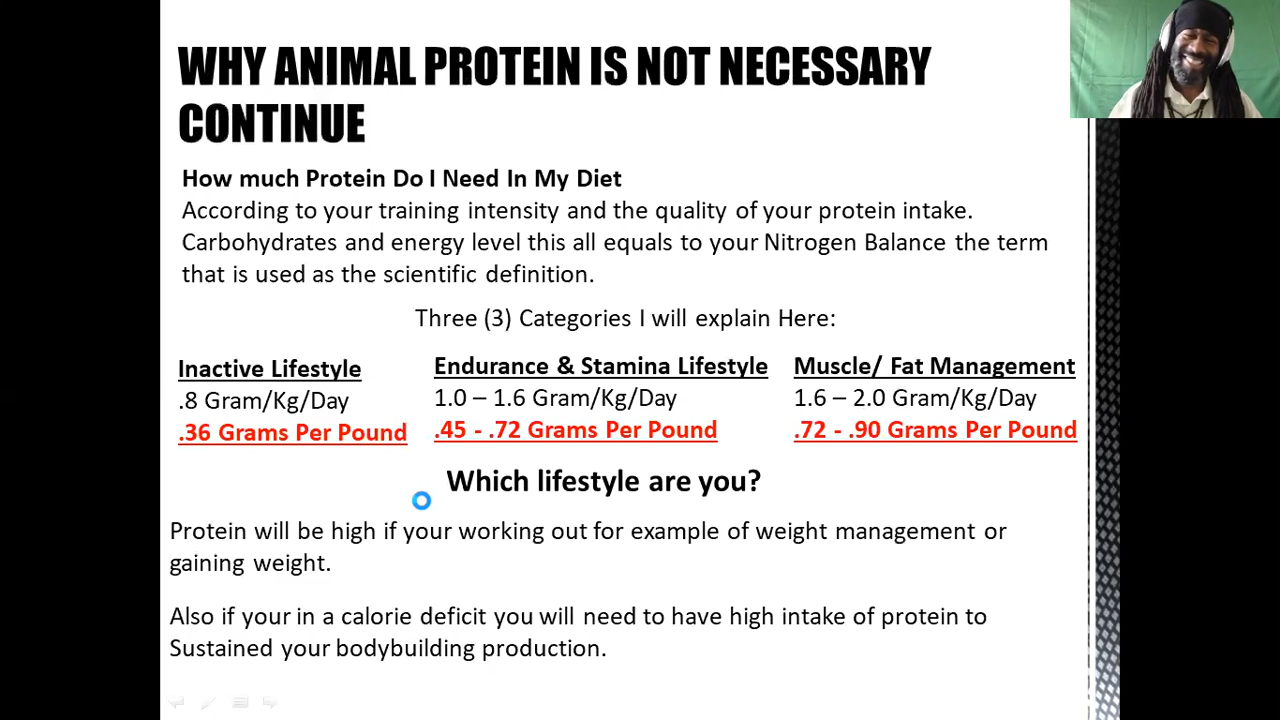 WHY ANIMAL PROTEIN IS NOT NECESSARY
CONTINUE
How much Protein Do I Need In My Diet
According to your training intensity and the quality of your protein intake.
Carbohydrates and energy level this all equals to your Nitrogen Balance the term
that is used as the scientific definition.
Three (3) Categories I will explain Here:
Inactive Lifestyle
.8 Gram/Kg/Day
.36 Grams Per Pound
Endurance & Stamina Lifestyle
1.0 – 1.6 Gram/Kg/Day
.45 - .72 Grams Per Pound
Muscle/ Fat Management
1.6 – 2.0 Gram/Kg/Day
.72 - .90 Grams Per Pound
Which lifestyle are you?
Protein will be high if your working out for example of weight management or
gaining weight.
Also if your in a calorie deficit you will need to have high intake of protein to
Sustained your bodybuilding production.